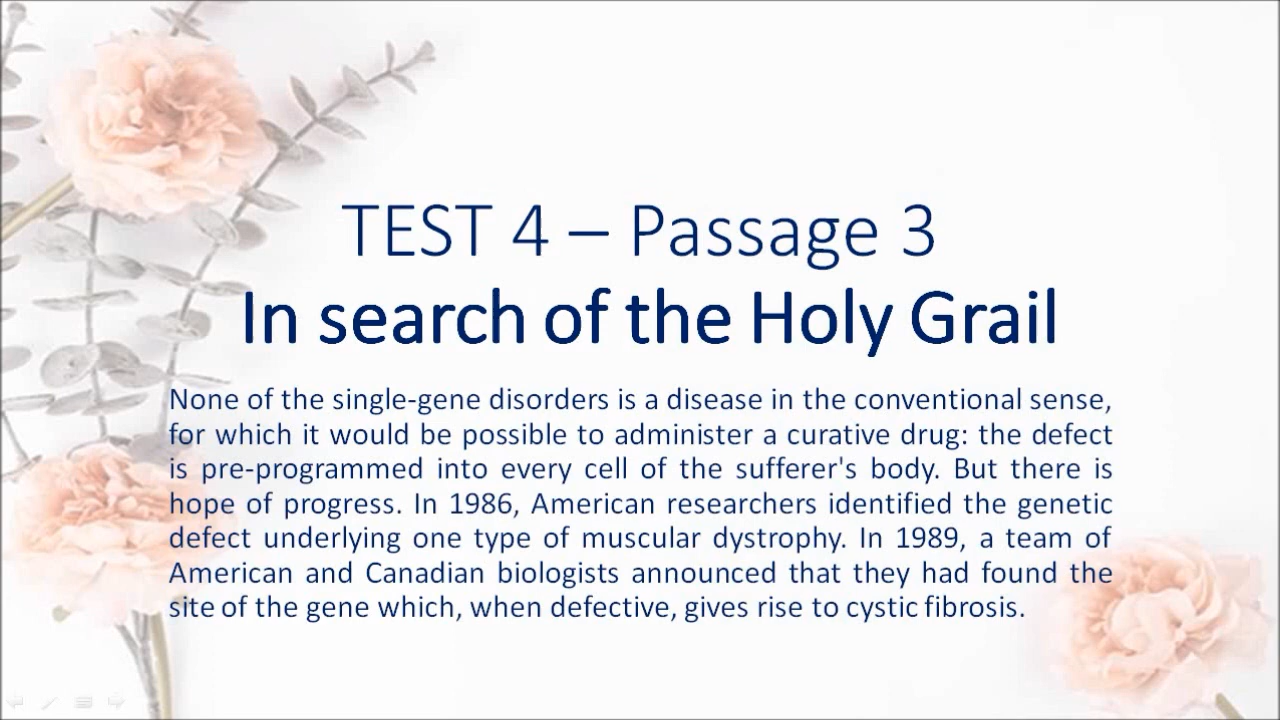 TEST 4 – Passage 3
In search of the Holy Grail
None of the single-gene disorders is a disease in the conventional sense,
for which it would be possible to administer a curative drug: the defect
is pre-programmed into every cell of the sufferer's body. But there is
hope of progress. In 1986, American researchers identified the genetic
defect underlying one type of muscular dystrophy. In 1989, a team of
American and Canadian biologists announced that they had found the
site of the gene which, when defective, gives rise to cystic fibrosis.